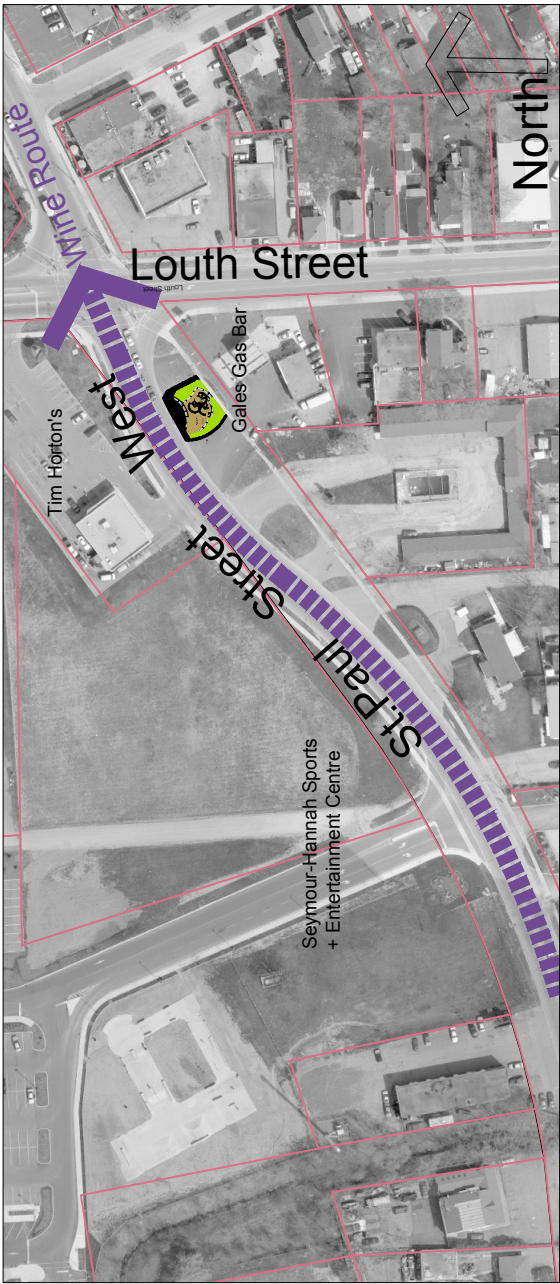 North
Wine Route
Louth Street
Louth Street
Tim Horton's
Gales Gas Bar
St.Paul
Street
West
Seymour-Hannah Sports
+ Entertainment Centre